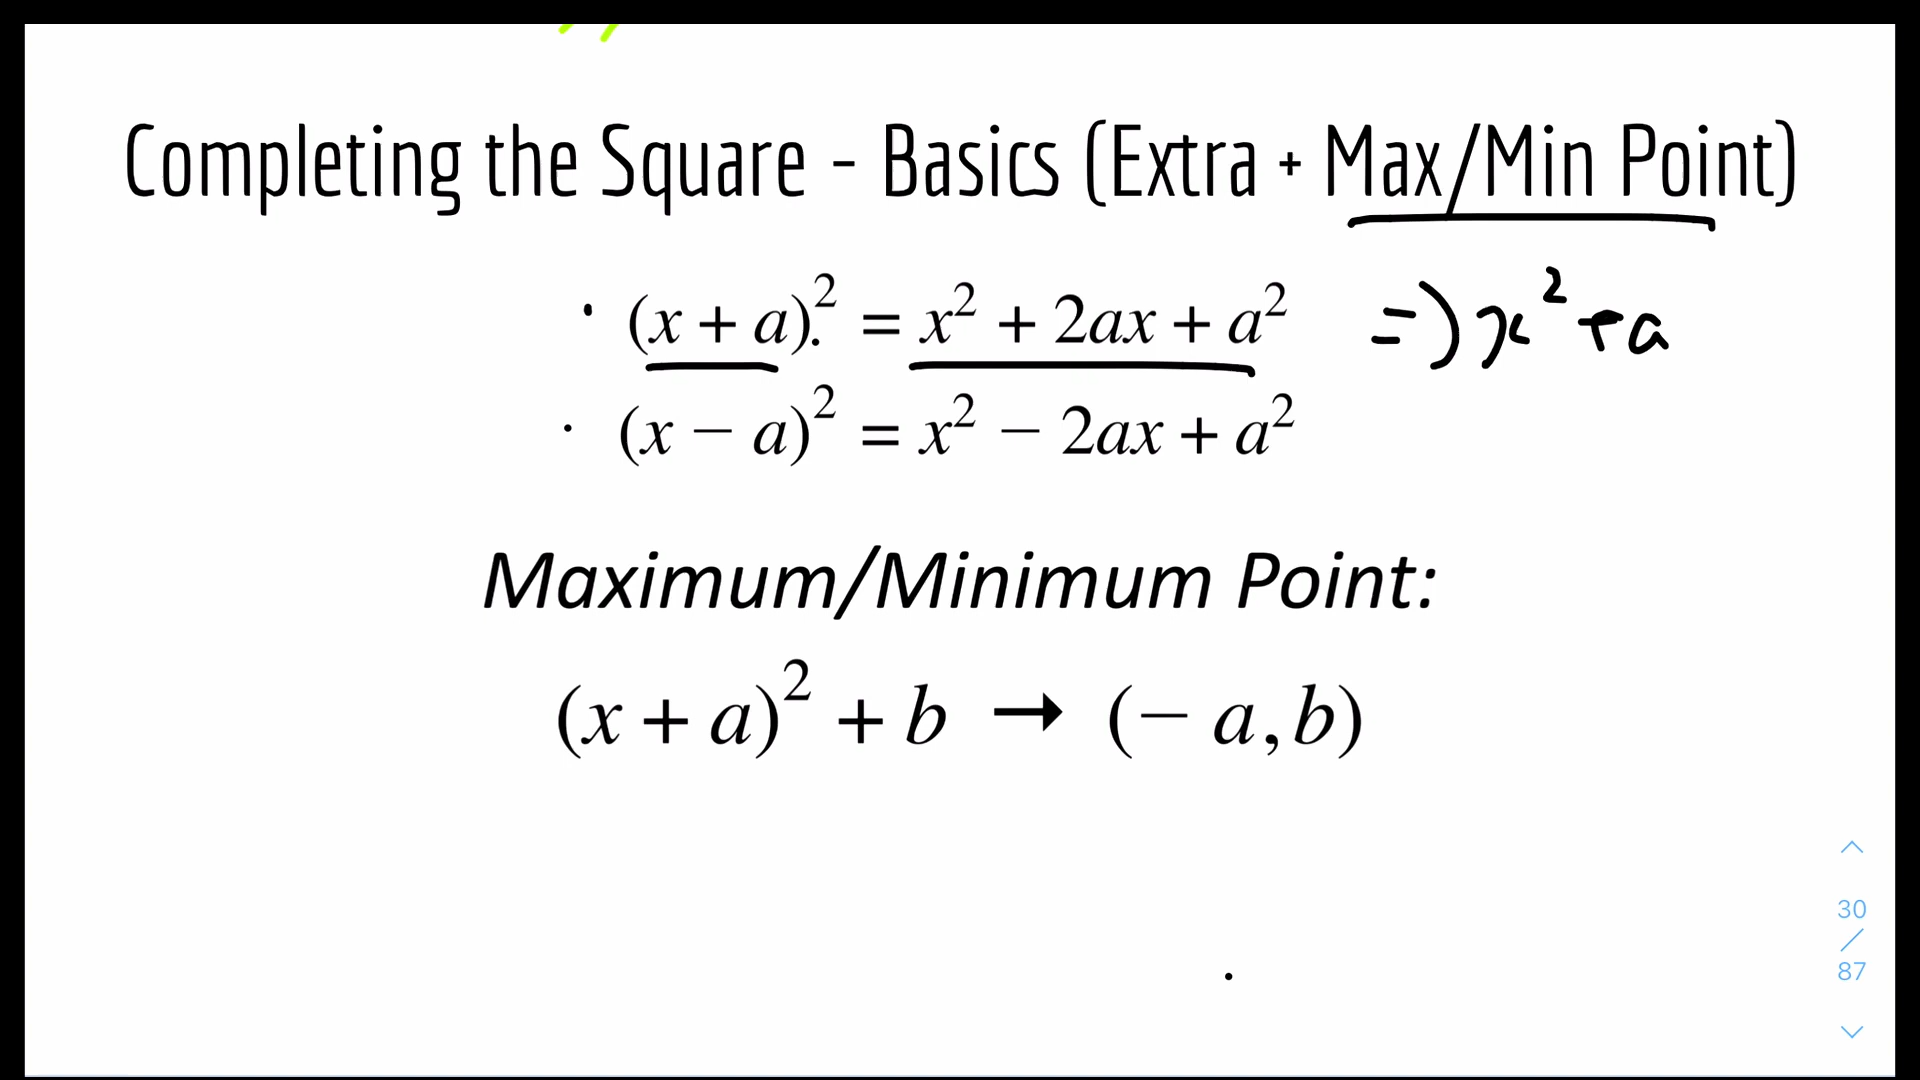 Completing the Square - Basics (Extra + Max/Min Point)
· (x + a)² = x² + 2ax + a² => x² + a
· (x − a)² = x² − 2ax + a²
Maximum/Minimum Point:
(x + a)² + b → (− a, b)
30
/
87